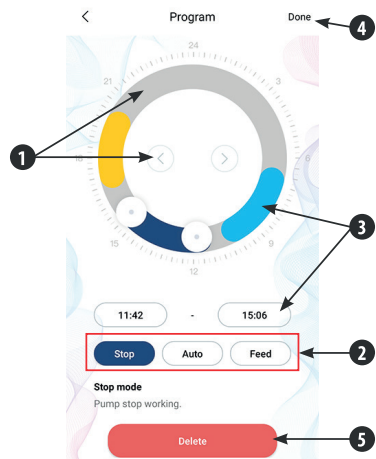 Program
Done
4
24
21
3
1
18
6
3
15
9
12
11:42 - 15:06
Stop Auto Feed
2
Stop mode
Pump stop working.
Delete
5